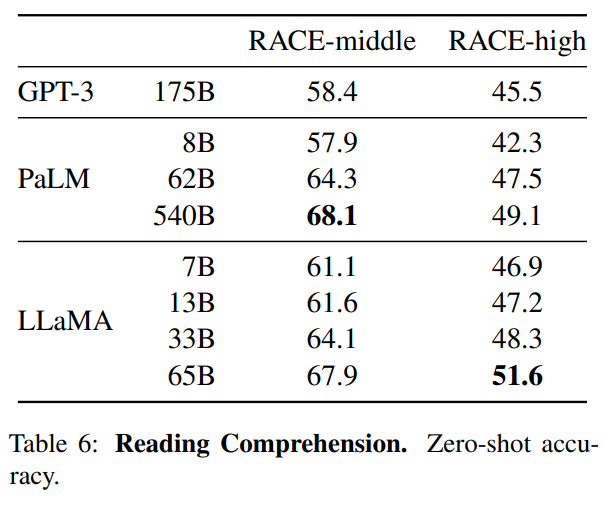 RACE-middle RACE-high
GPT-3 175B 58.4 45.5
8B 57.9 42.3
PaLM 62B 64.3 47.5
540B 68.1 49.1
7B 61.1 46.9
13B 61.6 47.2
LLaMA
33B 64.1 48.3
65B 67.9 51.6
Table 6: Reading Comprehension. Zero-shot accu-
racy.